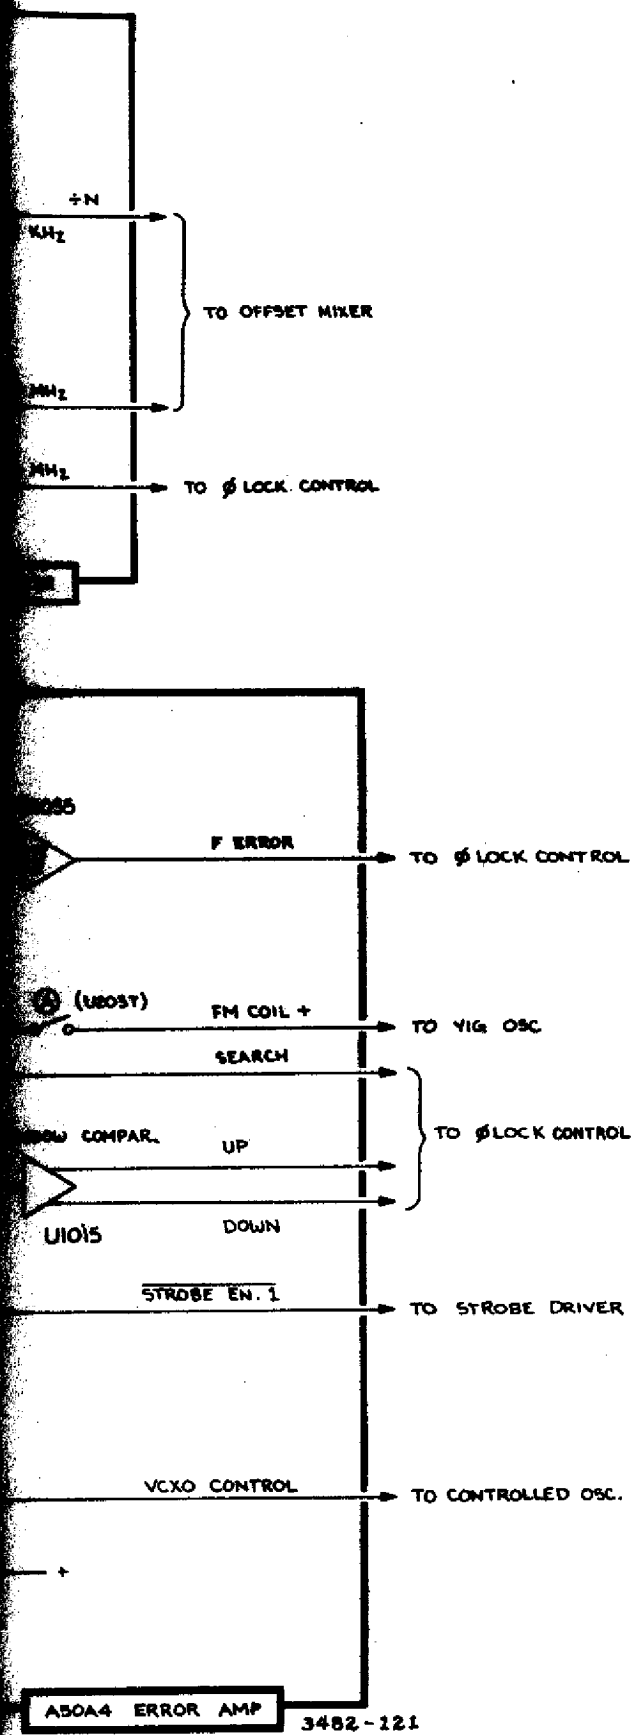 ÷N
KHz
TO OFFSET MIXER
MHz
MHz
TO ∅ LOCK CONTROL
F ERROR
TO ∅ LOCK CONTROL
A (U2037)
FM COIL +
TO YIG OSC
SEARCH
COMPAR.
UP
TO ∅ LOCK CONTROL
U1015
DOWN
STROBE EN. 1
TO STROBE DRIVER
VCXO CONTROL
TO CONTROLLED OSC.
+
A50A4 ERROR AMP
3482-121